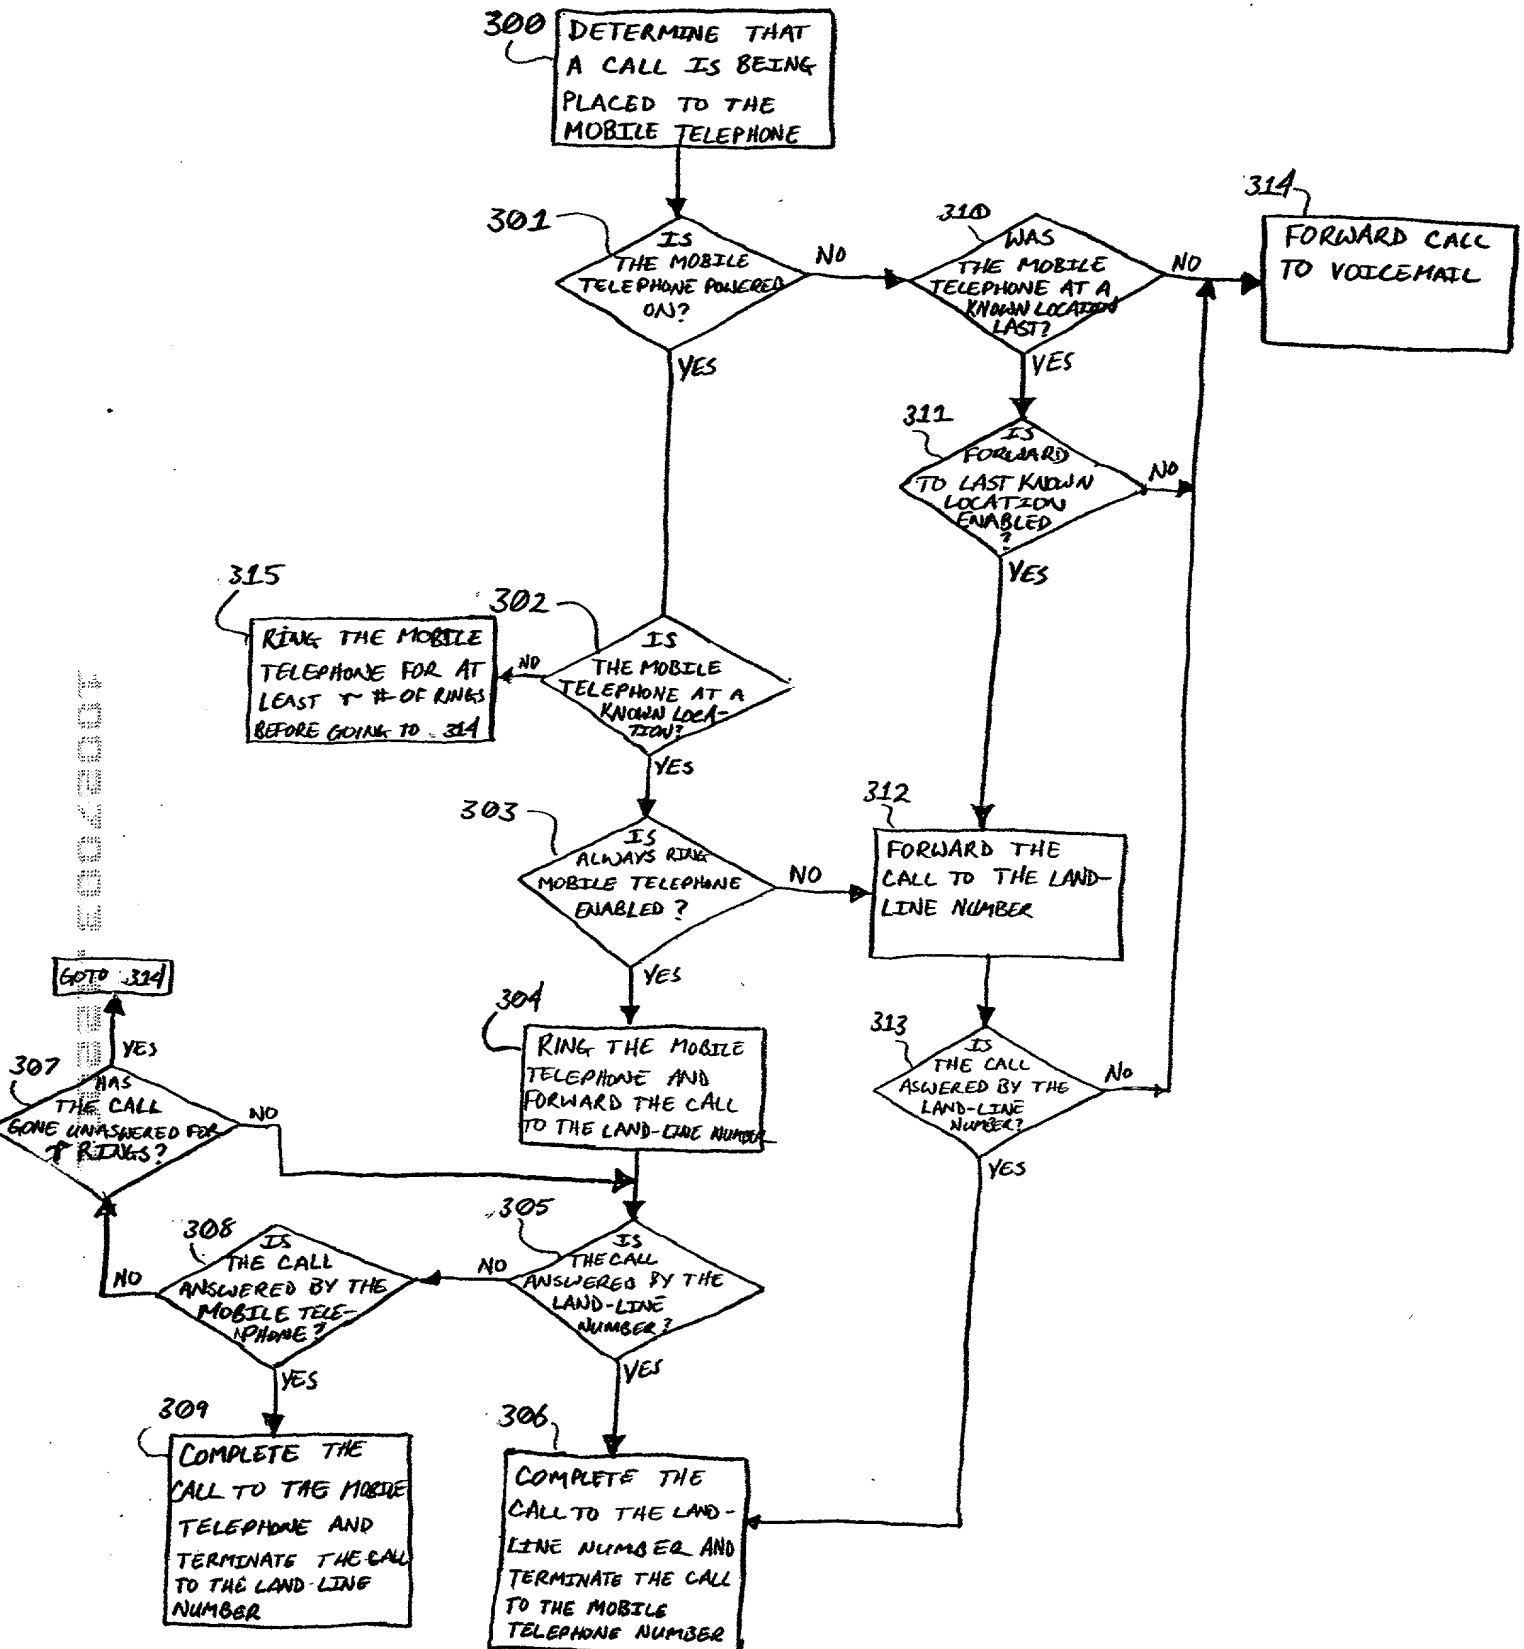 300
DETERMINE THAT
A CALL IS BEING
PLACED TO THE
MOBILE TELEPHONE
301
IS
THE MOBILE
TELEPHONE POWERED
ON?
NO
YES
310
WAS
THE MOBILE
TELEPHONE AT A
KNOWN LOCATION
LAST?
NO
YES
314
FORWARD CALL
TO VOICEMAIL
311
IS
FORWARD
TO LAST KNOWN
LOCATION
ENABLED
?
NO
YES
315
RING THE MOBILE
TELEPHONE FOR AT
LEAST # OF RINGS
BEFORE GOING TO 314
302
IS
THE MOBILE
TELEPHONE AT A
KNOWN LOCA-
TION?
NO
YES
303
IS
ALWAYS RING
MOBILE TELEPHONE
ENABLED?
NO
YES
312
FORWARD THE
CALL TO THE LAND-
LINE NUMBER
304
RING THE MOBILE
TELEPHONE AND
FORWARD THE CALL
TO THE LAND-LINE NUMBER
313
IS
THE CALL
ASWERED BY THE
LAND-LINE
NUMBER?
NO
YES
GOTO 314
YES
307
HAS
THE CALL
GONE UNASWERED FOR
RINGS?
NO
308
IS
THE CALL
ANSWERED BY THE
MOBILE TELE-
PHONE?
NO
YES
305
IS
THE CALL
ANSWERED BY THE
LAND-LINE
NUMBER?
NO
YES
309
COMPLETE THE
CALL TO THE MOBILE
TELEPHONE AND
TERMINATE THE CALL
TO THE LAND-LINE
NUMBER
306
COMPLETE THE
CALL TO THE LAND-
LINE NUMBER AND
TERMINATE THE CALL
TO THE MOBILE
TELEPHONE NUMBER